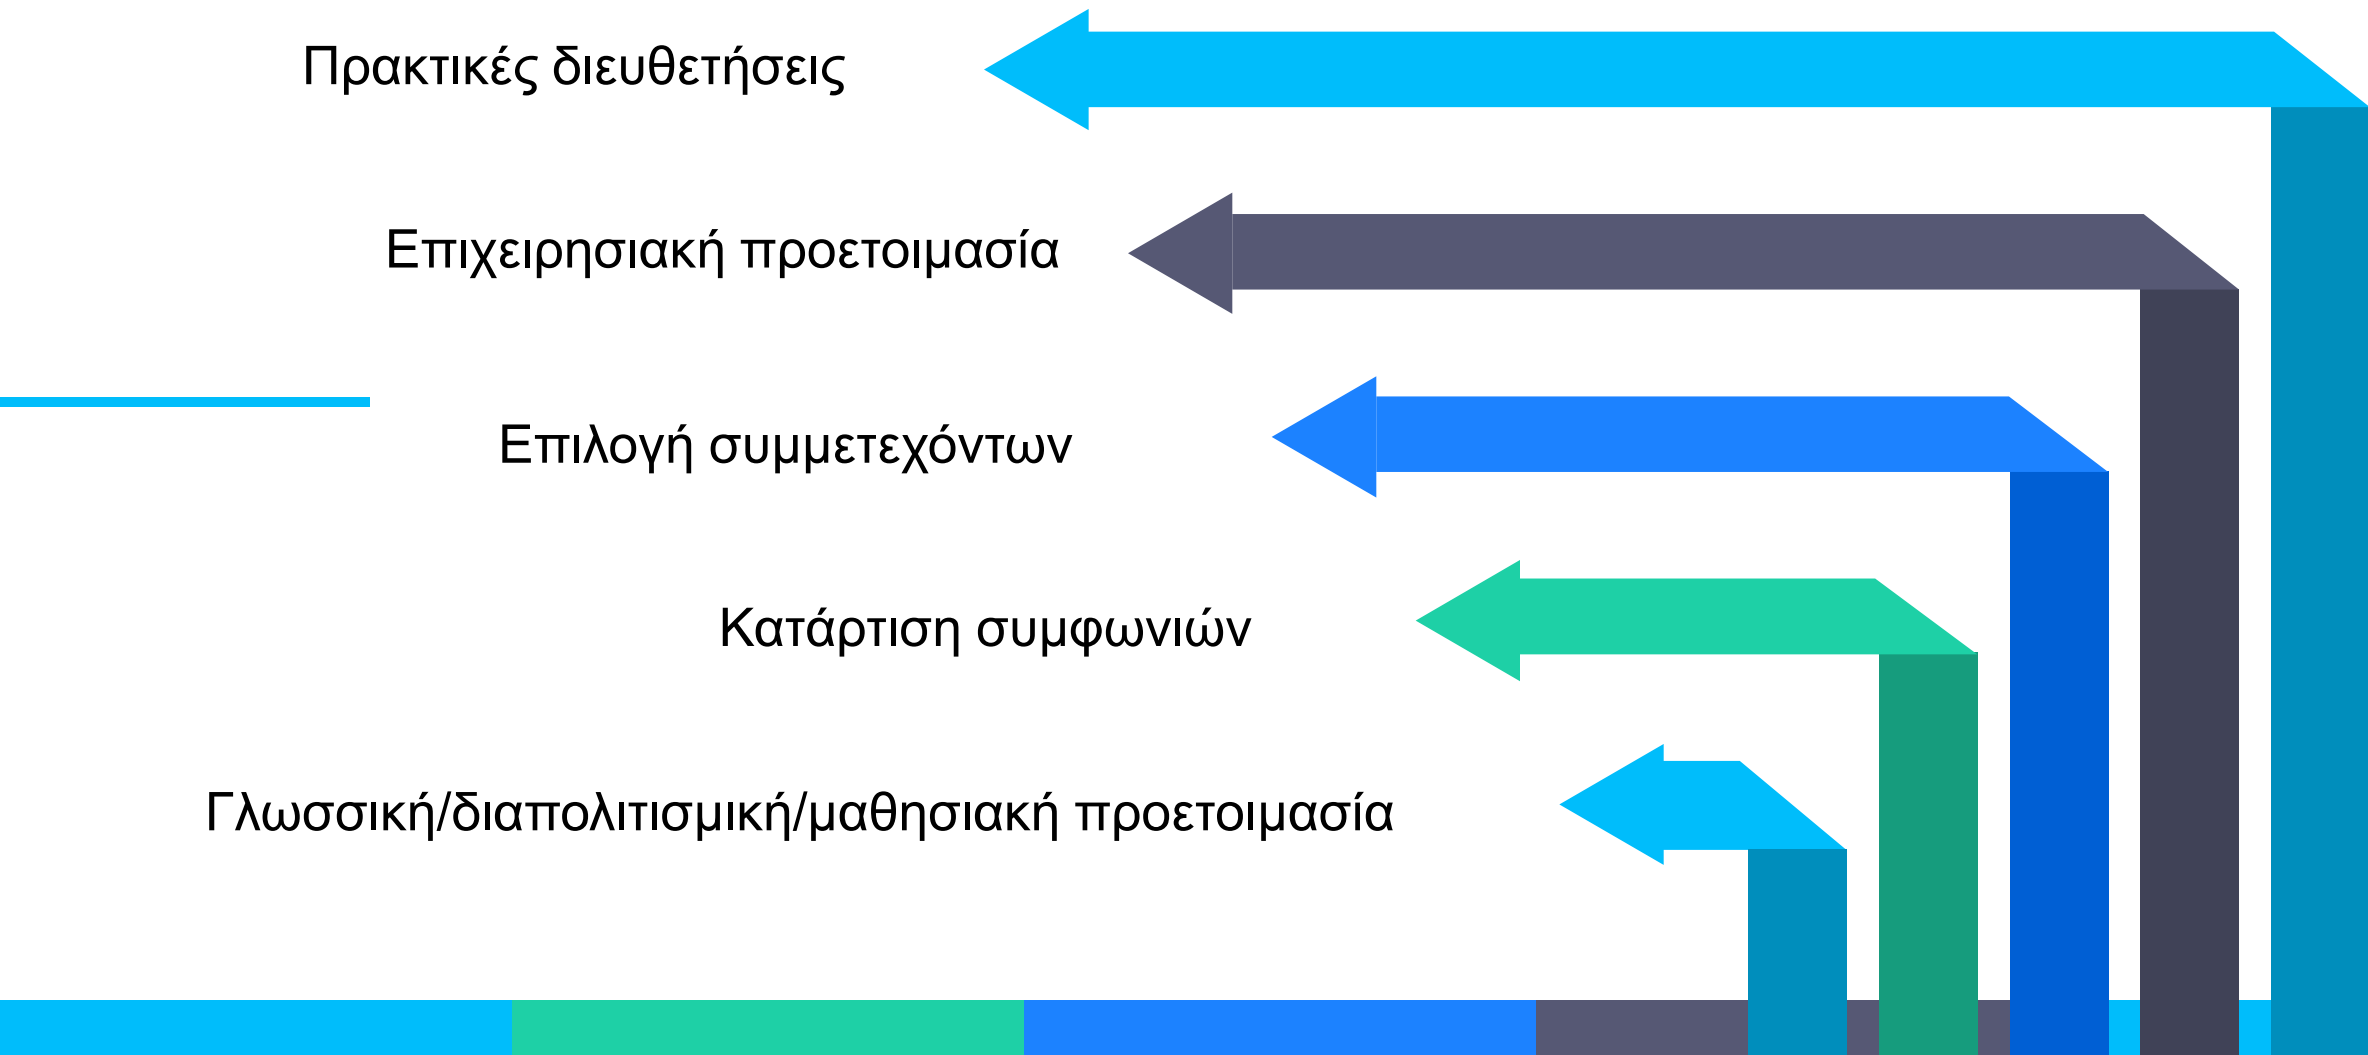 Πρακτικές διευθετήσεις
Επιχειρησιακή προετοιμασία
Επιλογή συμμετεχόντων
Κατάρτιση συμφωνιών
Γλωσσική/διαπολιτισμική/μαθησιακή προετοιμασία